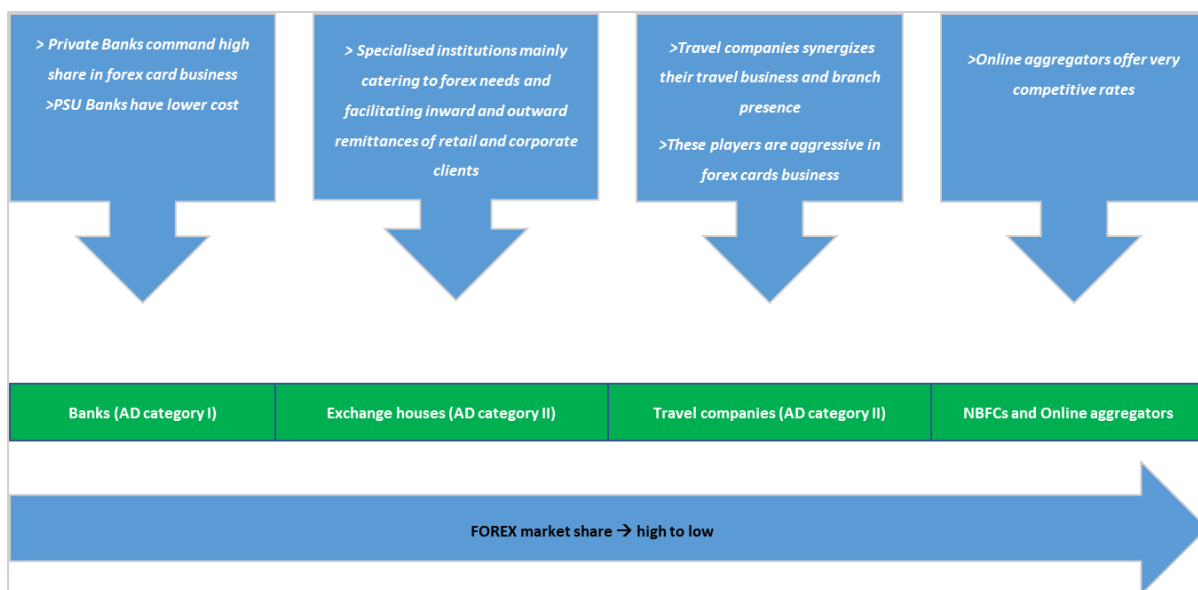 > Private Banks command high
share in forex card business
>PSU Banks have lower cost
> Specialised institutions mainly
catering to forex needs and
facilitating inward and outward
remittances of retail and corporate
clients
>Travel companies synergizes
their travel business and branch
presence
>These players are aggressive in
forex cards business
>Online aggregators offer very
competitive rates
Banks (AD category I)
Exchange houses (AD category II)
Travel companies (AD category II)
NBFCs and Online aggregators
FOREX market share → high to low